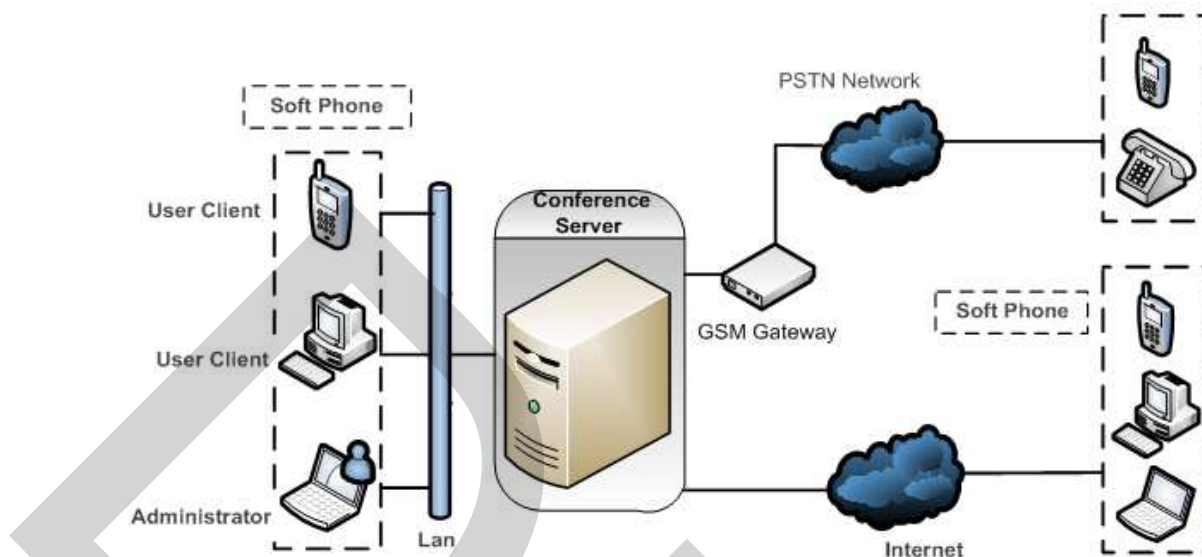 Soft Phone
User Client
User Client
Administrator
Lan
Conference
Server
PSTN Network
GSM Gateway
Soft Phone
Internet